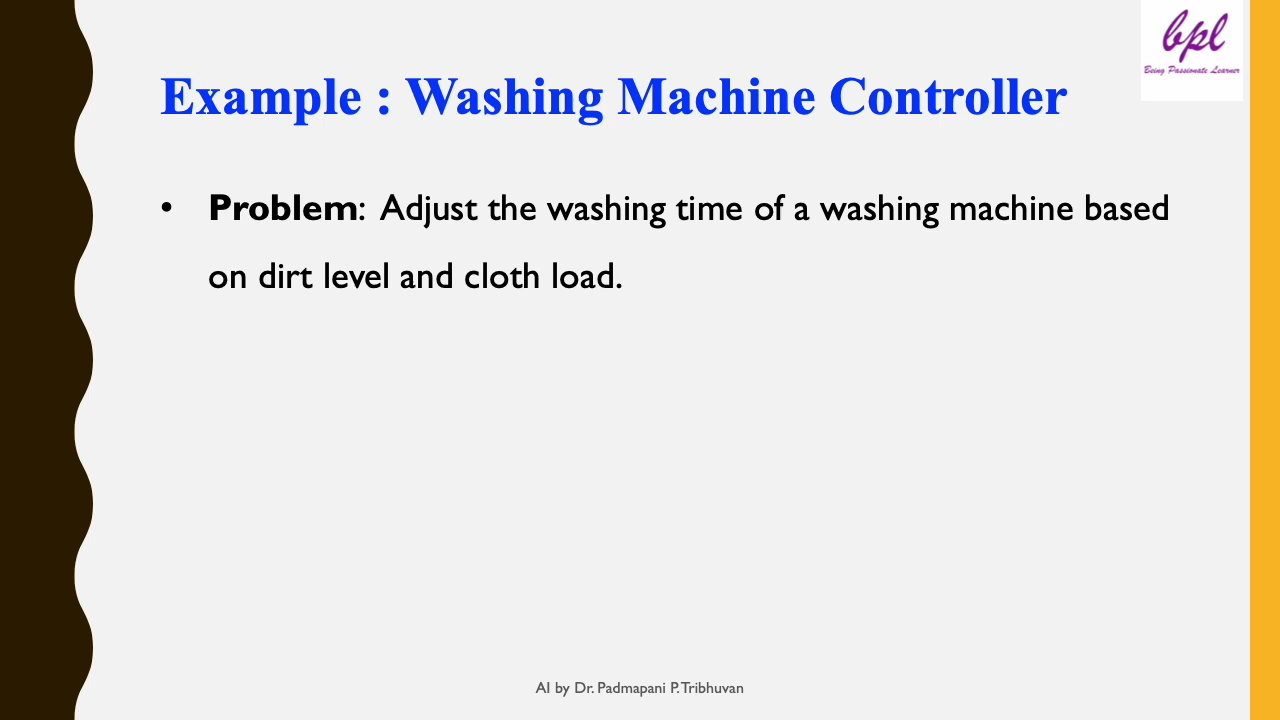 bpl
Being Passionate Learner
Example : Washing Machine Controller
• Problem: Adjust the washing time of a washing machine based
on dirt level and cloth load.
AI by Dr. Padmapani P. Tribhuvan